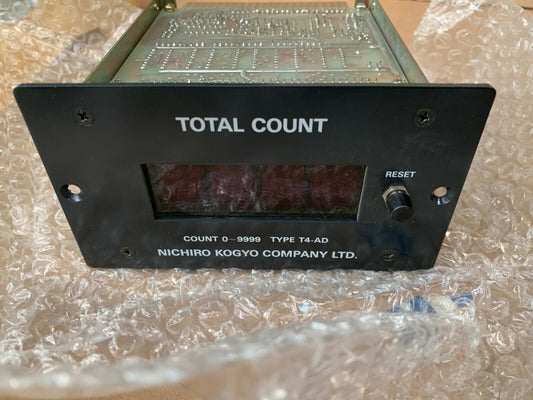 TOTAL COUNT
RESET
COUNT 0-9999 TYPE T4-AD
NICHIRO KOGYO COMPANY LTD.